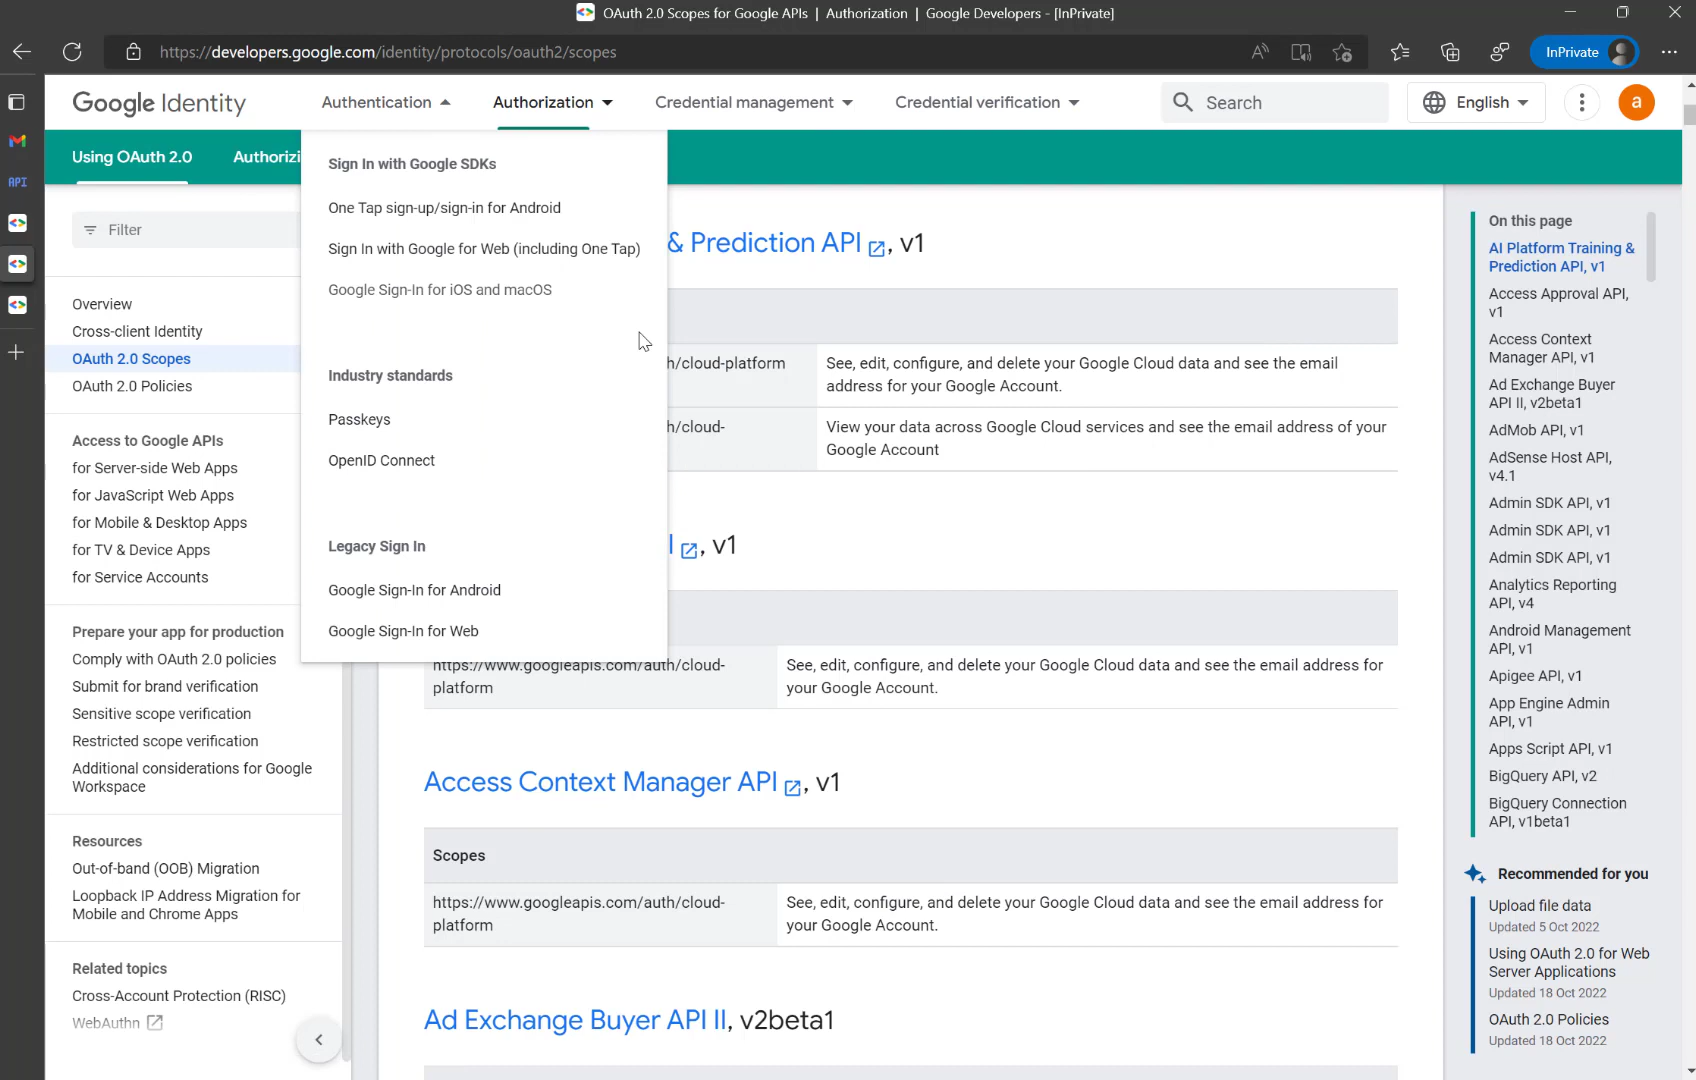 OAuth 2.0 Scopes for Google APIs | Authorization | Google Developers - [InPrivate]
https://developers.google.com/identity/protocols/oauth2/scopes
InPrivate
Google Identity
Authentication
Authorization
Credential management
Credential verification
Search
English
a
API
Using OAuth 2.0
Authorizi
Filter
Overview
Cross-client Identity
OAuth 2.0 Scopes
OAuth 2.0 Policies
Access to Google APIs
for Server-side Web Apps
for JavaScript Web Apps
for Mobile & Desktop Apps
for TV & Device Apps
for Service Accounts
Prepare your app for production
Comply with OAuth 2.0 policies
Submit for brand verification
Sensitive scope verification
Restricted scope verification
Additional considerations for Google
Workspace
Resources
Out-of-band (OOB) Migration
Loopback IP Address Migration for
Mobile and Chrome Apps
Related topics
Cross-Account Protection (RISC)
WebAuthn
Sign In with Google SDKs
One Tap sign-up/sign-in for Android
Sign In with Google for Web (including One Tap)
Google Sign-In for iOS and macOS
Industry standards
Passkeys
OpenID Connect
Legacy Sign In
Google Sign-In for Android
Google Sign-In for Web
& Prediction API , v1
h/cloud-platform
See, edit, configure, and delete your Google Cloud data and see the email
address for your Google Account.
h/cloud-
View your data across Google Cloud services and see the email address of your
Google Account
I , v1
https://www.googleapis.com/auth/cloud-
platform
See, edit, configure, and delete your Google Cloud data and see the email address for
your Google Account.
Access Context Manager API , v1
Scopes
https://www.googleapis.com/auth/cloud-
platform
See, edit, configure, and delete your Google Cloud data and see the email address for
your Google Account.
Ad Exchange Buyer API II, v2beta1
On this page
AI Platform Training &
Prediction API, v1
Access Approval API,
v1
Access Context
Manager API, v1
Ad Exchange Buyer
API II, v2beta1
AdMob API, v1
AdSense Host API,
v4.1
Admin SDK API, v1
Admin SDK API, v1
Admin SDK API, v1
Analytics Reporting
API, v4
Android Management
API, v1
Apigee API, v1
App Engine Admin
API, v1
Apps Script API, v1
BigQuery API, v2
BigQuery Connection
API, v1beta1
Recommended for you
Upload file data
Updated 5 Oct 2022
Using OAuth 2.0 for Web
Server Applications
Updated 18 Oct 2022
OAuth 2.0 Policies
Updated 18 Oct 2022